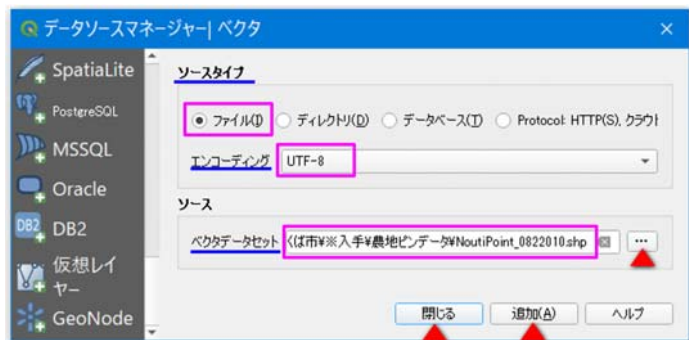 データソースマネージャー| ベクタ
SpatiaLite
PostgreSQL
MSSQL
Oracle
DB2
DB2
仮想レイ
ヤー
GeoNode
ソースタイプ
ファイル(I) ディレクトリ(D) データベース(T) Protocol: HTTP(S), クラウド
エンコーディング UTF-8
ソース
ベクタデータセット くば市¥※入手¥農地ピンデータ¥NoutiPoint_0822010.shp ...
閉じる 追加(A) ヘルプ